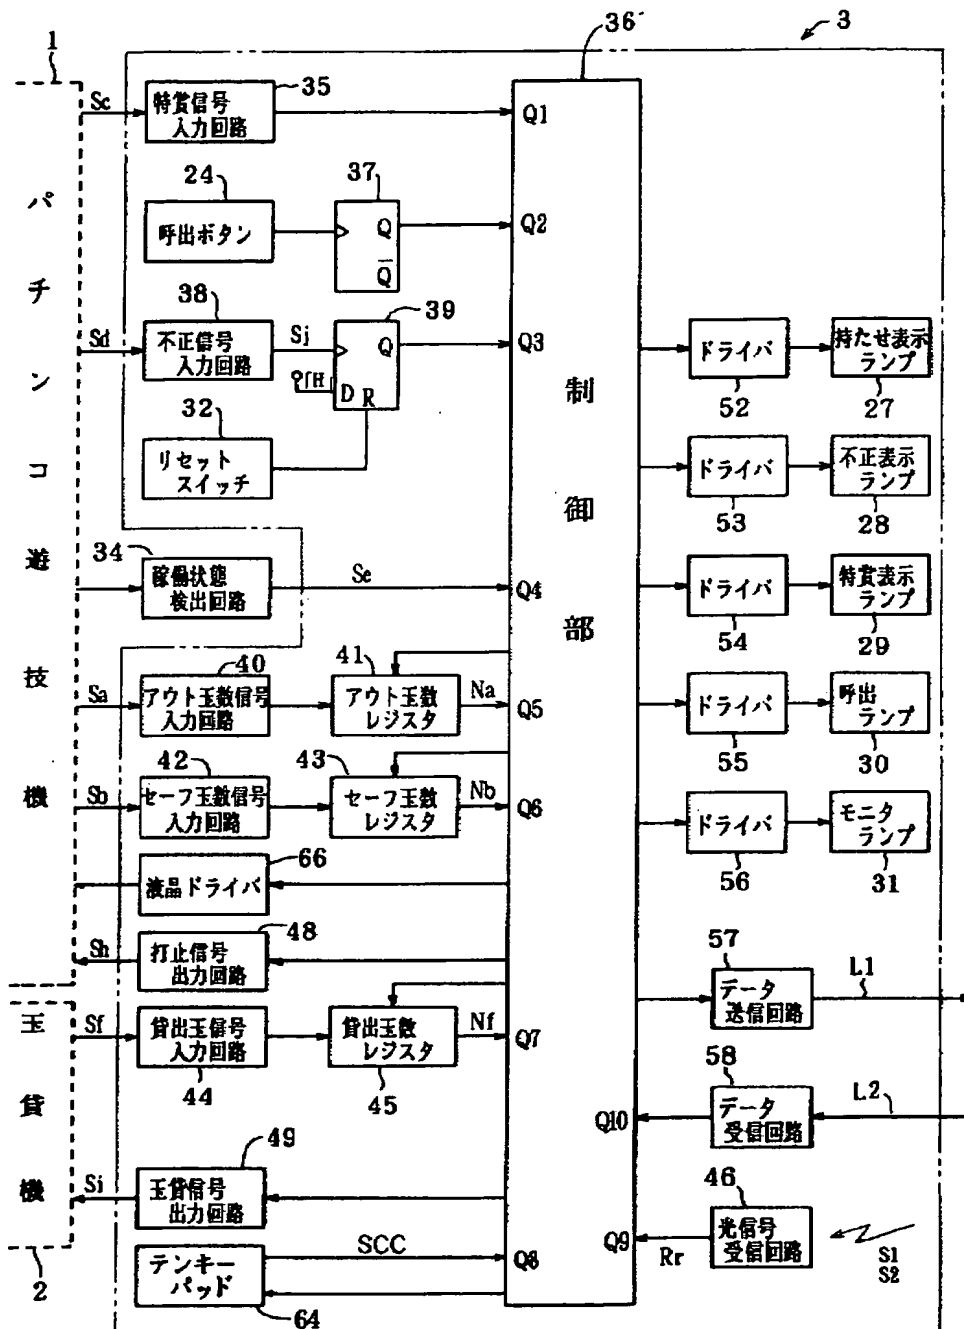 36
3
1
Sc
特賞信号
入力回路
35
Q1
24
呼出ボタン
37
Q
Q̅
Q2
38
Sd
不正信号
入力回路
Sj
39
「H」
D
R
Q
Q3
32
リセット
スイッチ
パチンコ遊技機
34
稼働状態
検出回路
Se
Q4
40
Sa
アウト玉数信号
入力回路
41
アウト玉数
レジスタ
Na
Q5
42
Sb
セーフ玉数信号
入力回路
43
セーフ玉数
レジスタ
Nb
Q6
66
液晶ドライバ
48
Sh
打止信号
出力回路
玉貸機
Sf
貸出玉信号
入力回路
44
貸出玉数
レジスタ
45
Nf
Q7
49
Si
玉貸信号
出力回路
2
テンキー
パッド
64
SCC
Q8
制御部
ドライバ
52
持たせ表示
ランプ
27
ドライバ
53
不正表示
ランプ
28
ドライバ
54
特賞表示
ランプ
29
ドライバ
55
呼出
ランプ
30
ドライバ
56
モニタ
ランプ
31
57
データ
送信回路
L1
58
Q10
データ
受信回路
L2
46
Q9
Rr
光信号
受信回路
S1
S2